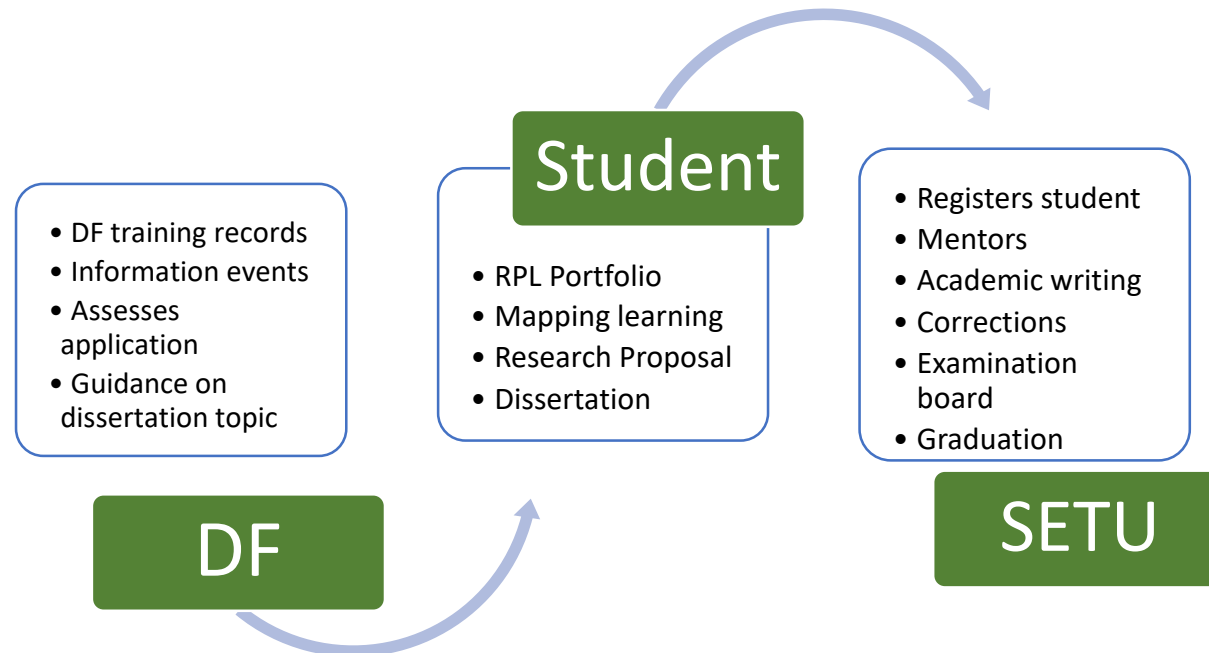 • DF training records
• Information events
• Assesses
application
• Guidance on
dissertation topic
DF
Student
• RPL Portfolio
• Mapping learning
• Research Proposal
• Dissertation
• Registers student
• Mentors
• Academic writing
• Corrections
• Examination
board
• Graduation
SETU